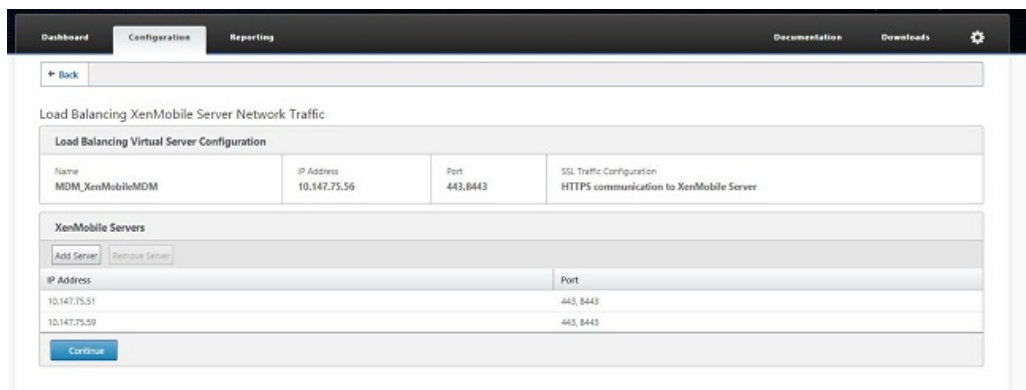 Dashboard Configuration Reporting Documentation Downloads
Back
Load Balancing XenMobile Server Network Traffic
Load Balancing Virtual Server Configuration
Name IP Address Port SSL Traffic Configuration
MDM_XenMobileMDM 10.147.75.56 443,8443 HTTPS communication to XenMobile Server
XenMobile Servers
Add Server Remove Server
IP Address Port
10.147.75.51 443, 8443
10.147.75.59 443, 8443
Continue